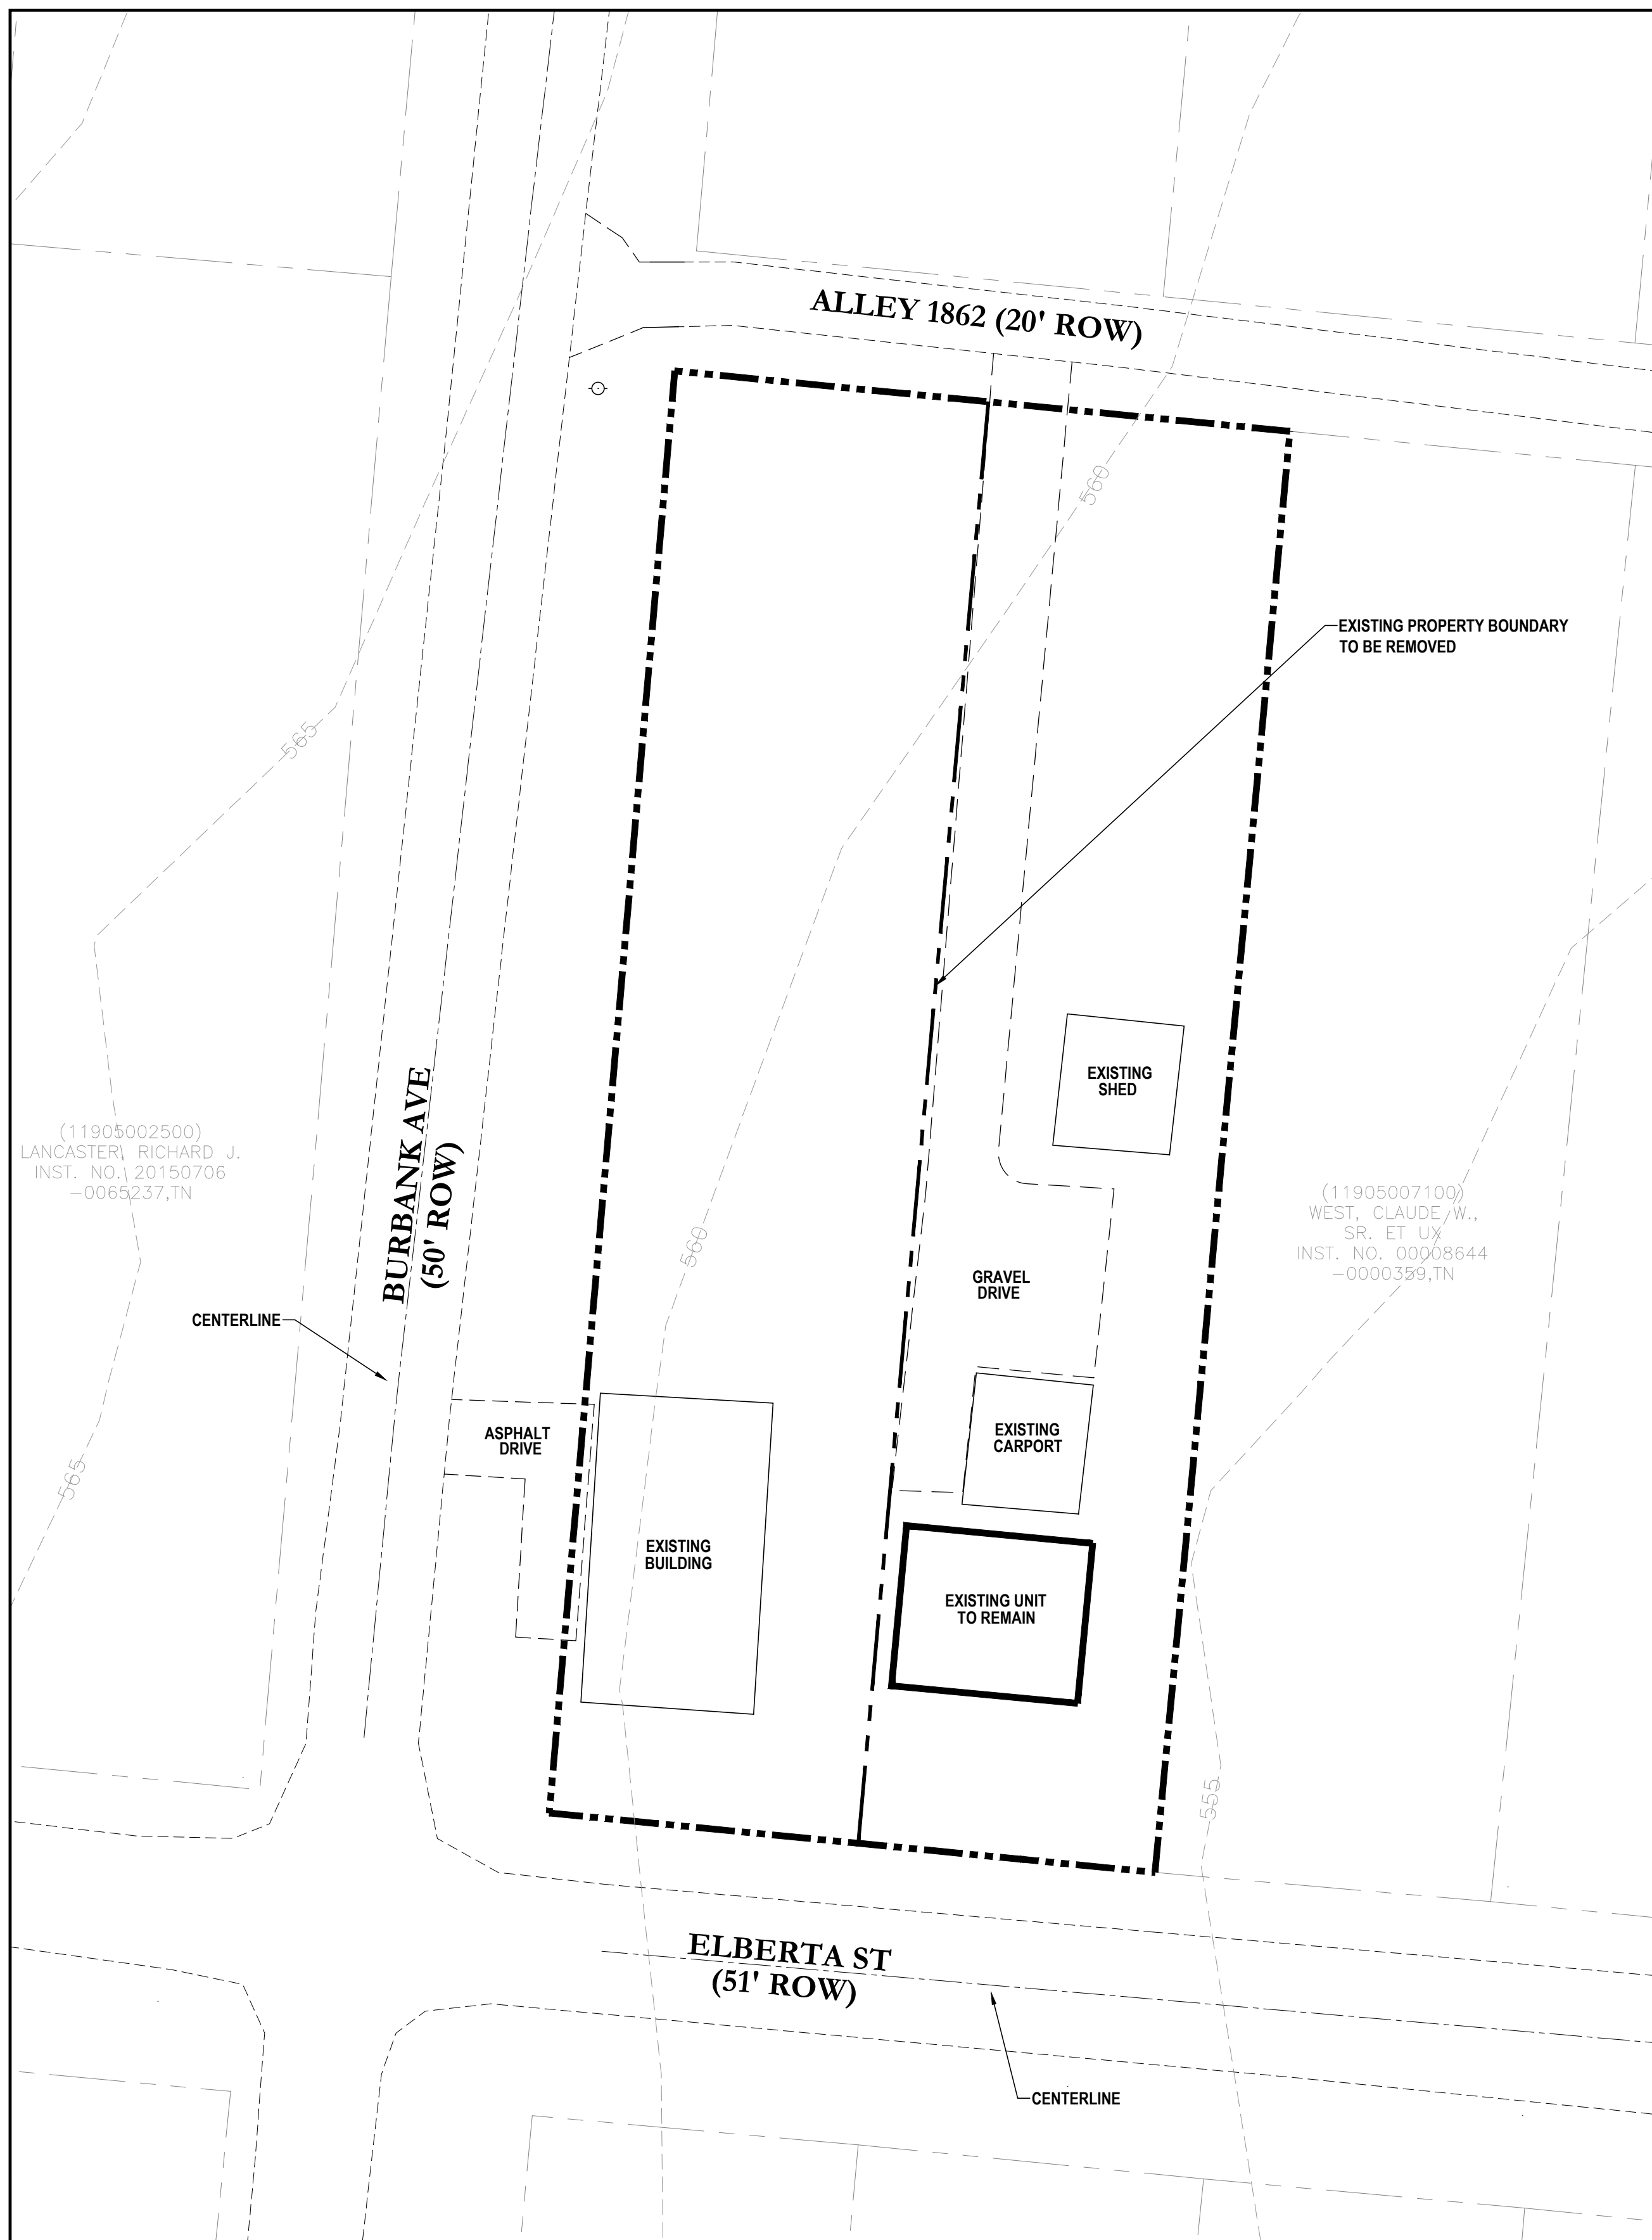 ALLEY 1862 (20' ROW)
560
EXISTING PROPERTY BOUNDARY
TO BE REMOVED
565
EXISTING
SHED
BURBANK AVE
(50' ROW)
(11905002500)
LANCASTER, RICHARD J.
INST. NO. 20150706
-0065237,TN
(11905007100)
WEST, CLAUDE W.,
SR. ET UX
INST. NO. 00008644
-0000359,TN
560
GRAVEL
DRIVE
CENTERLINE
ASPHALT
DRIVE
EXISTING
CARPORT
565
EXISTING
BUILDING
EXISTING UNIT
TO REMAIN
555
ELBERTA ST
(51' ROW)
CENTERLINE